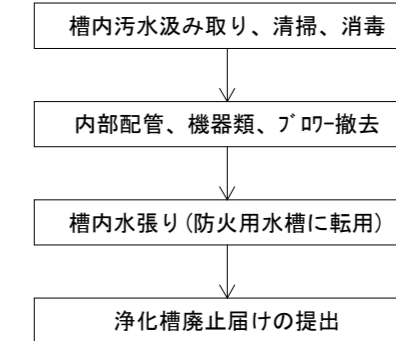 槽内汚水汲み取り、清掃、消毒
内部配管、機器類、ブロワー撤去
槽内水張り(防火用水槽に転用)
浄化槽廃止届けの提出